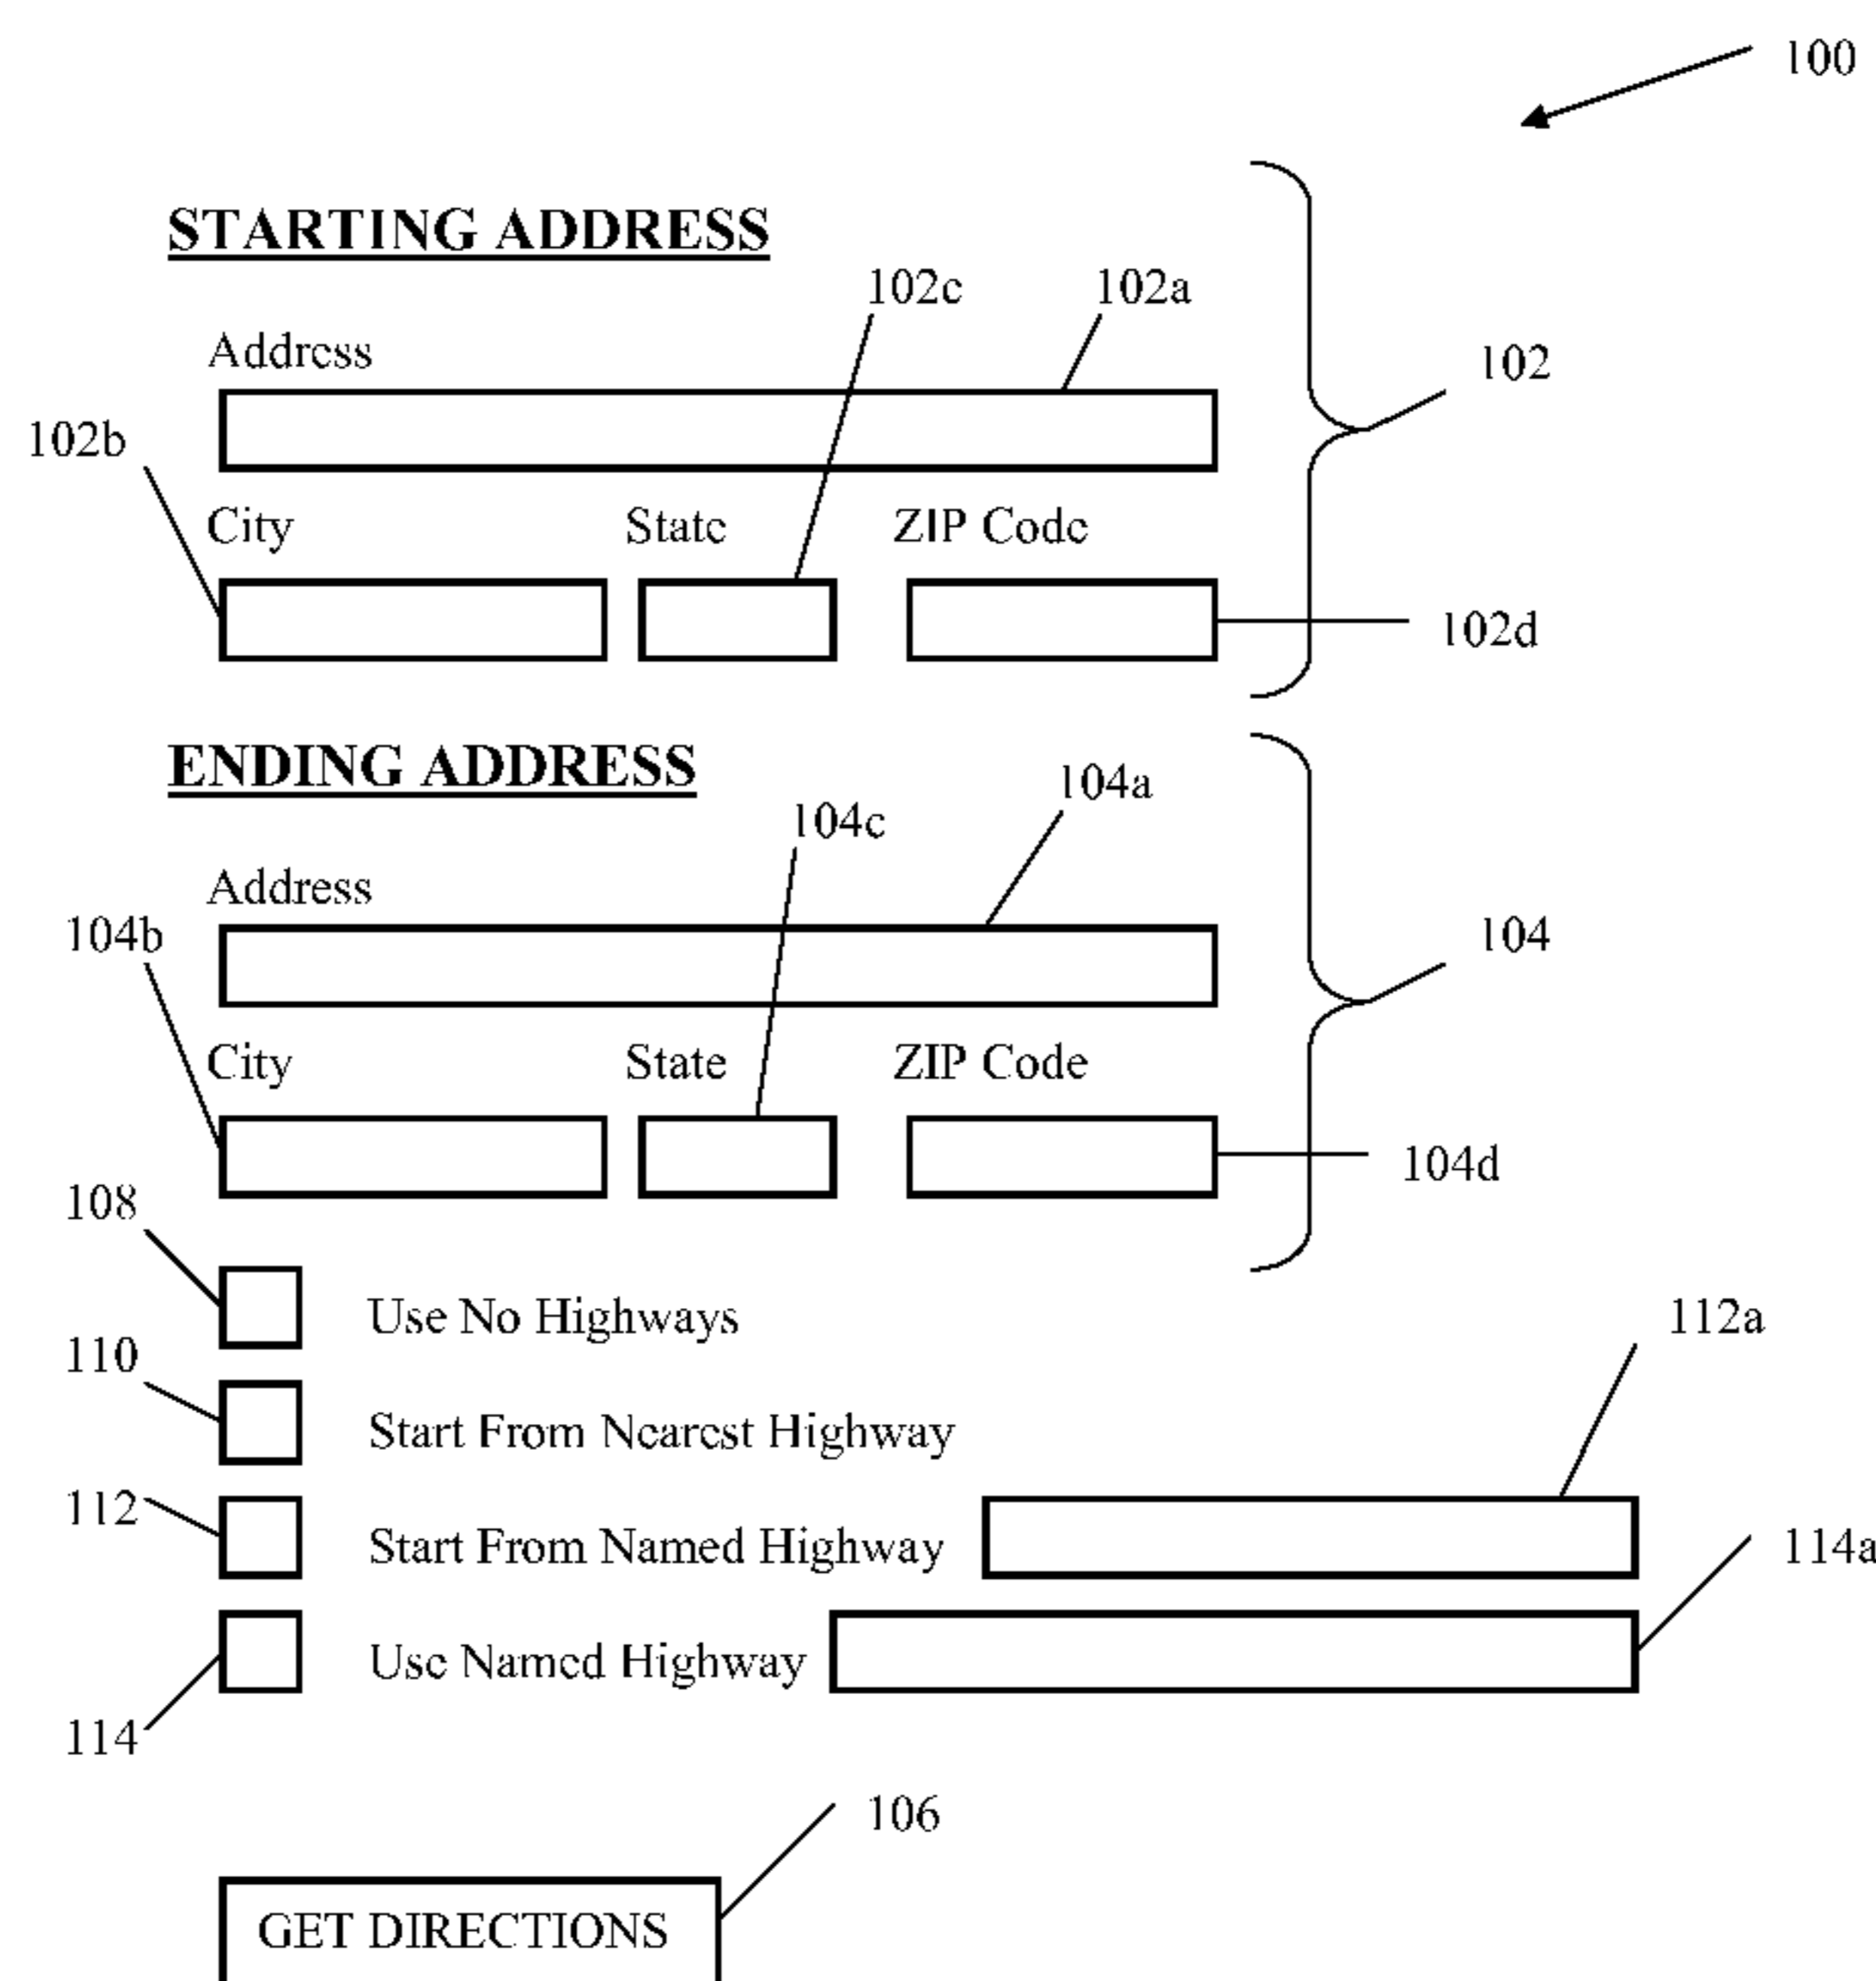 100
STARTING ADDRESS
102c 102a
Address
102
102b
City State ZIP Code
102d
ENDING ADDRESS
104a
104c
Address
104b
104
City State ZIP Code
104d
108
Use No Highways
112a
110
Start From Nearest Highway
112
Start From Named Highway
114a
Use Named Highway
114
106
GET DIRECTIONS